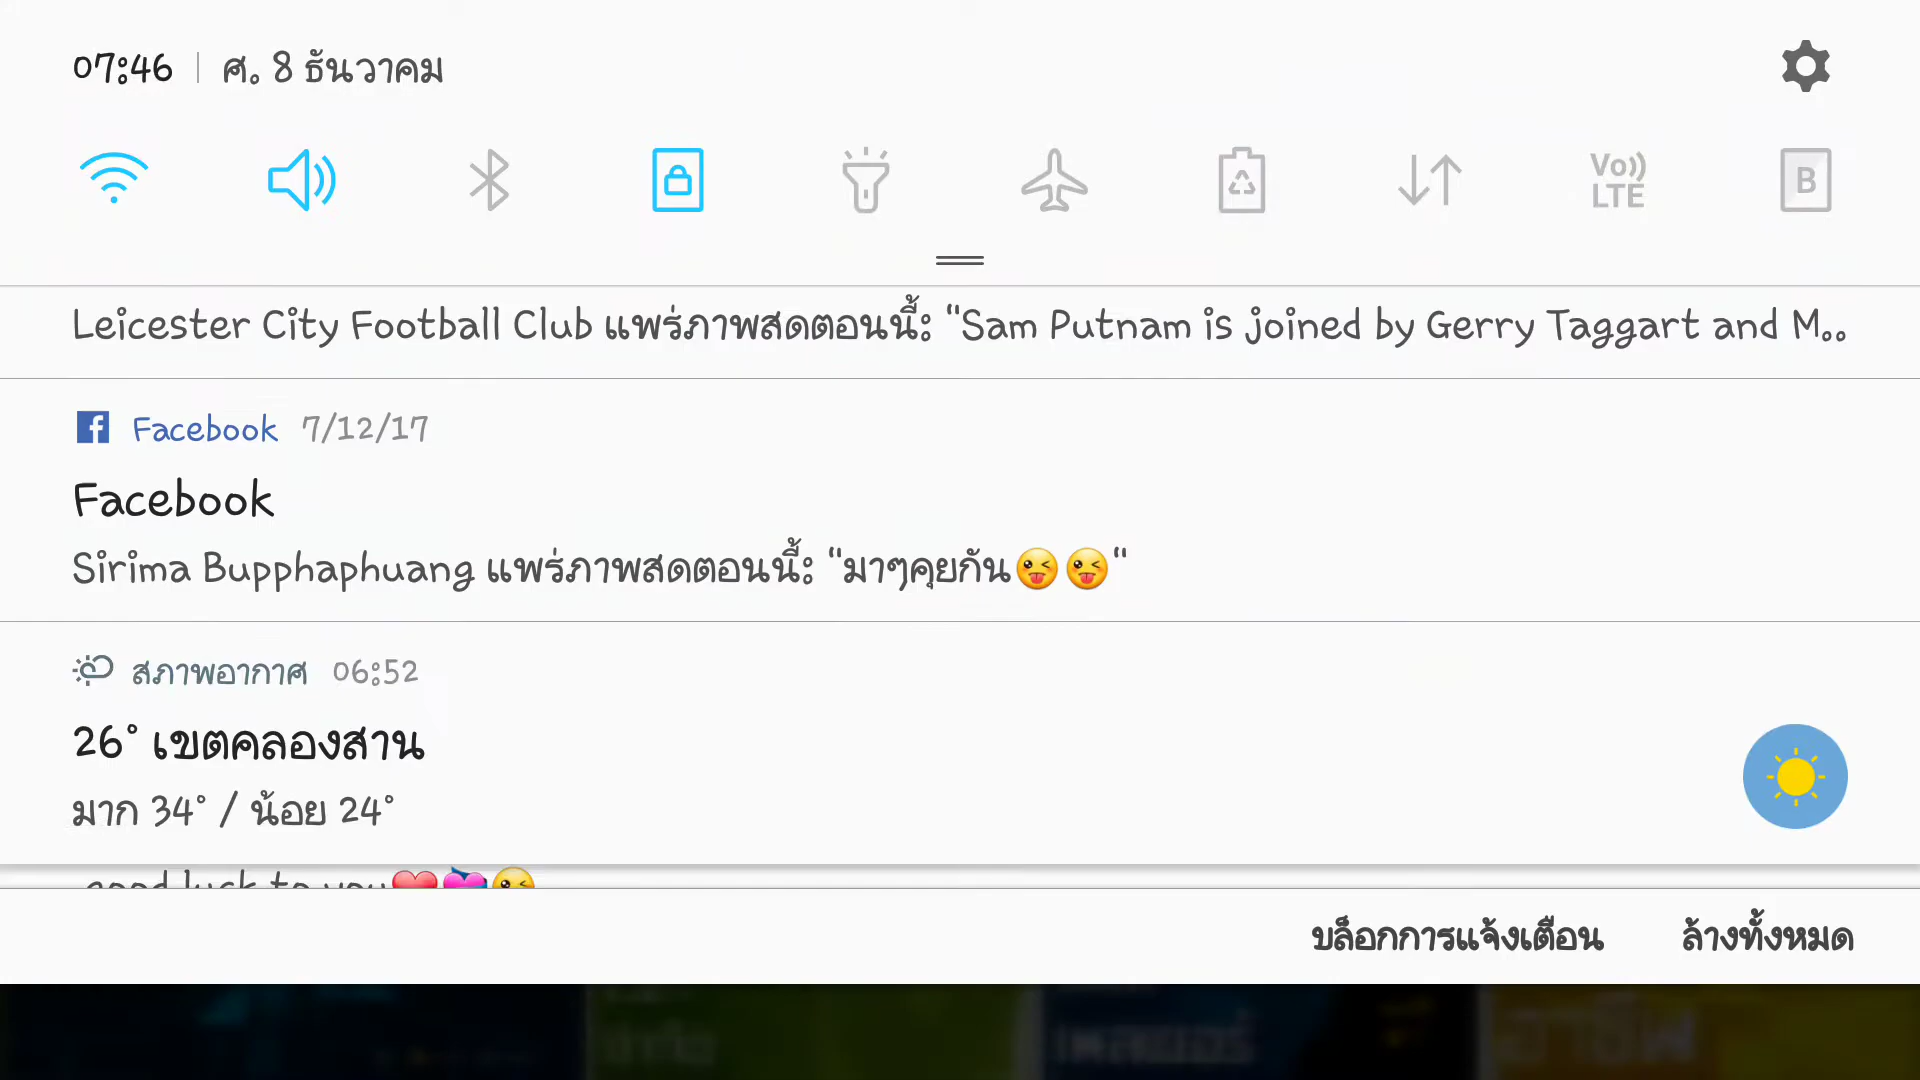 07:46 ศ. 8 ธันวาคม
Vo)) LTE
B
Leicester City Football Club แพร่ภาพสดตอนนี้: "Sam Putnam is joined by Gerry Taggart and M..
Facebook 7/12/17
Facebook
Sirima Bupphaphuang แพร่ภาพสดตอนนี้: "มาๆคุยกัน😜😜"
สภาพอากาศ 06:52
26° เขตคลองสาน
มาก 34° / น้อย 24°
good luck to you❤️💝😜
บล็อกการแจ้งเตือน ล้างทั้งหมด